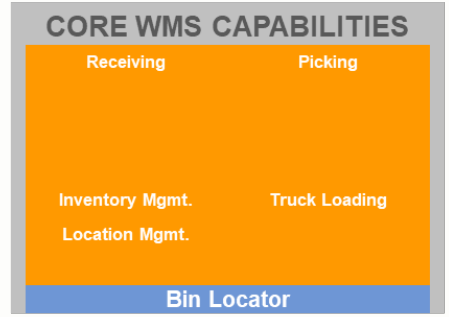 CORE WMS CAPABILITIES
Receiving
Picking
Inventory Mgmt.
Truck Loading
Location Mgmt.
Bin Locator